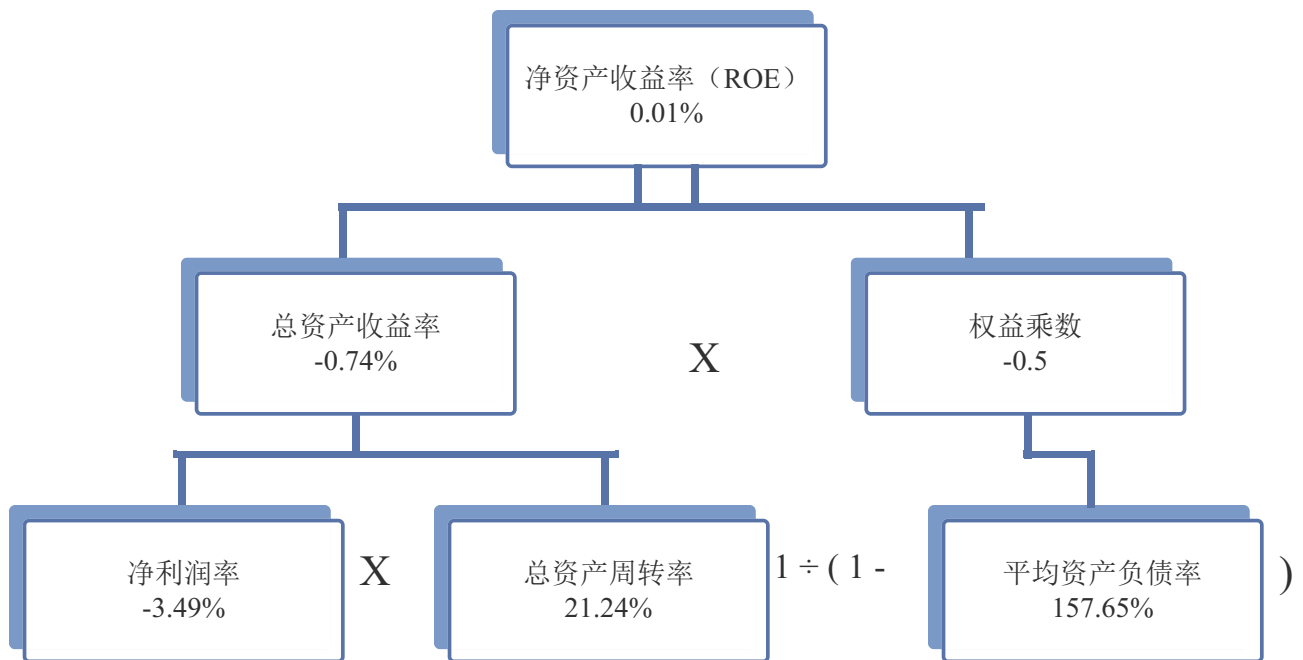 净资产收益率（ROE）
0.01%
总资产收益率
-0.74%
X
权益乘数
-0.5
净利润率
-3.49%
X
总资产周转率
21.24%
1 ÷ ( 1 -
平均资产负债率
157.65%
)